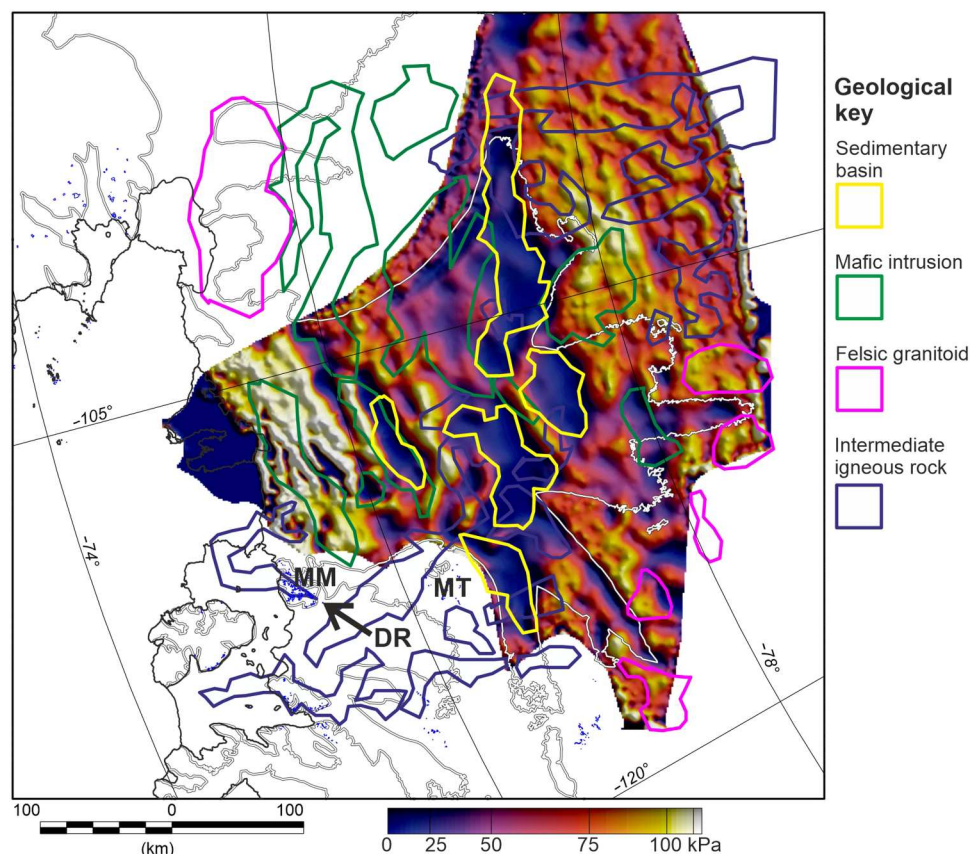 Geological
key
Sedimentary
basin
Mafic intrusion
Felsic granitoid
Intermediate
igneous rock
-105°
-74°
MM
MT
DR
-78°
-120°
100 0 100
(km)
0 25 50 75 100 kPa